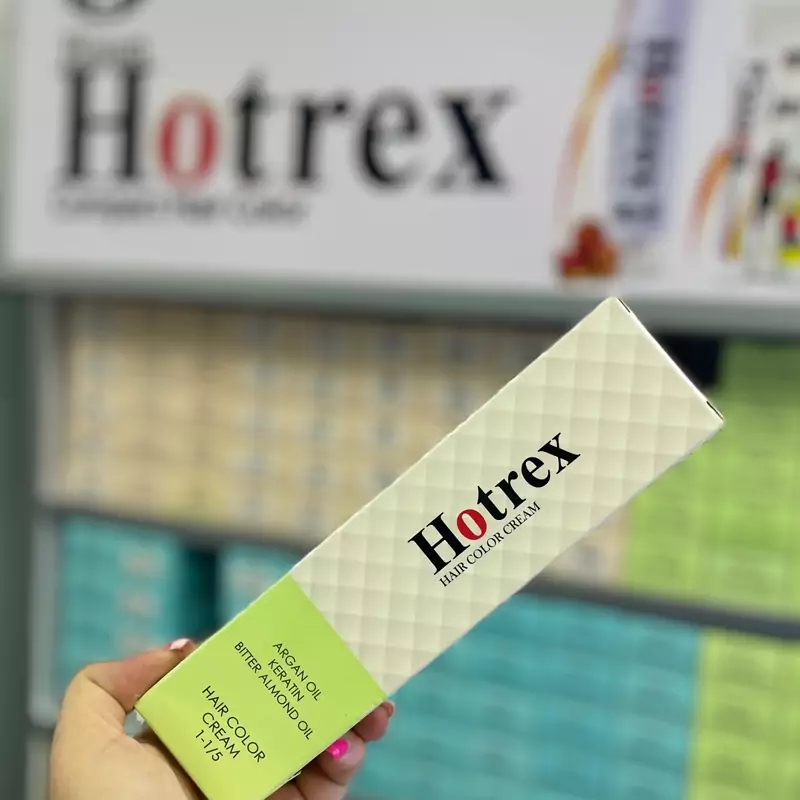 Hotrex
Hotrex
HAIR COLOR CREAM
ARGAN OIL
KERATIN
BITTER ALMOND OIL
HAIR COLOR
CREAM
1-1/5